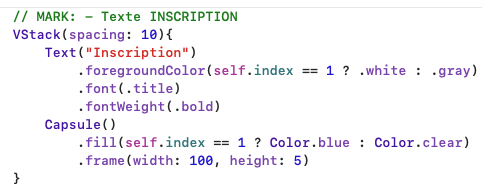 // MARK: - Texte INSCRIPTION
VStack(spacing: 10){
    Text("Inscription")
        .foregroundColor(self.index == 1 ? .white : .gray)
        .font(.title)
        .fontWeight(.bold)
    Capsule()
        .fill(self.index == 1 ? Color.blue : Color.clear)
        .frame(width: 100, height: 5)
}